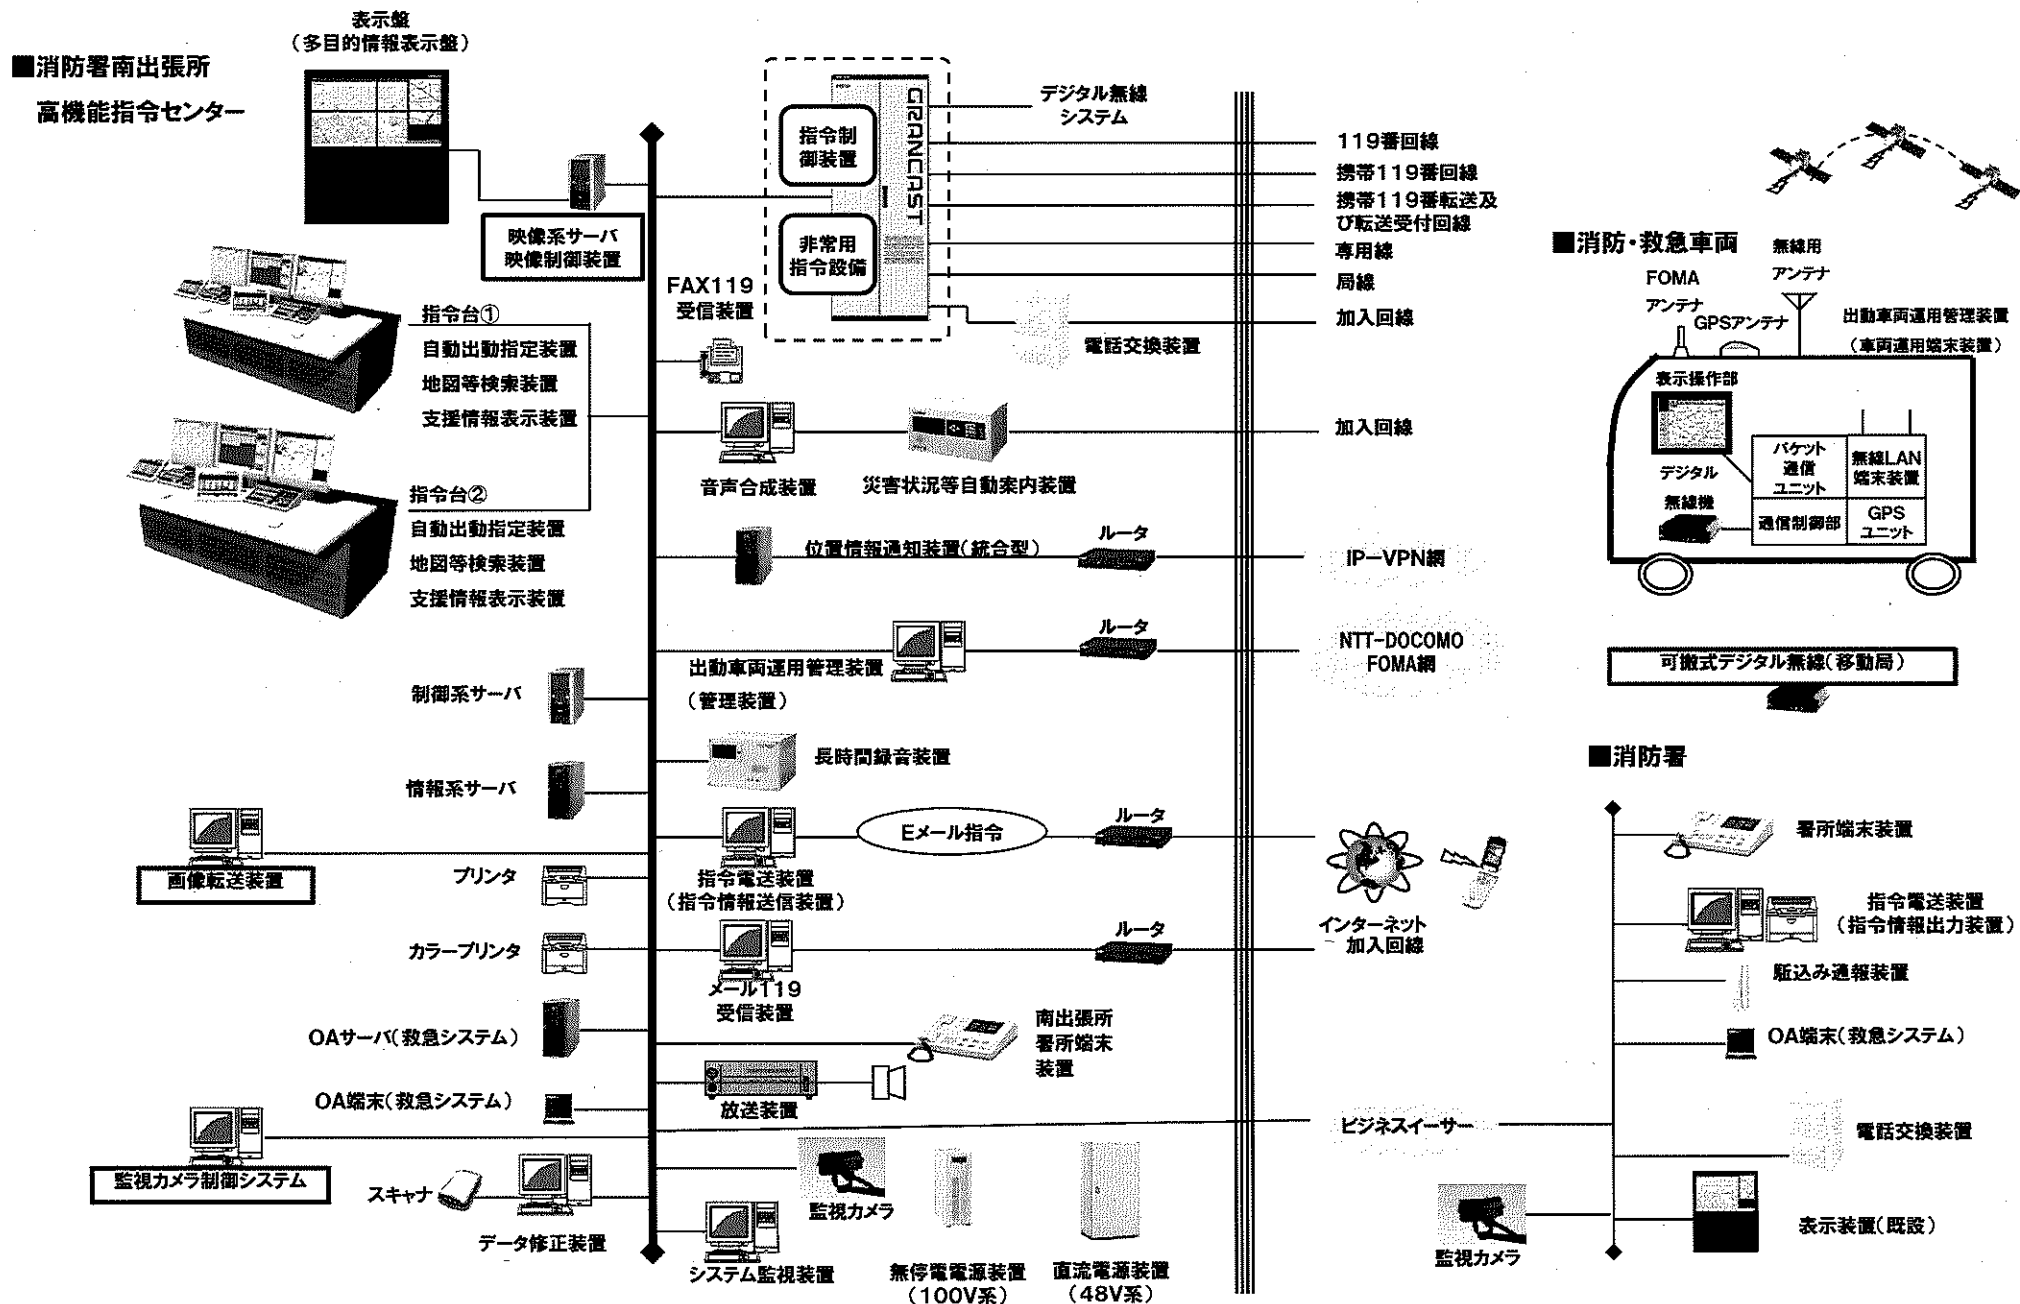 ■消防署南出張所
高機能指令センター
表示盤
（多目的情報表示盤）
映像系サーバ
映像制御装置
指令台①
自動出動指定装置
地図等検索装置
支援情報表示装置
指令台②
自動出動指定装置
地図等検索装置
支援情報表示装置
制御系サーバ
情報系サーバ
画像転送装置
プリンタ
カラープリンタ
OAサーバ（救急システム）
OA端末（救急システム）
監視カメラ制御システム
スキャナ
データ修正装置
指令制
御装置
非常用
指令設備
GRANCAST
FAX119
受信装置
電話交換装置
音声合成装置
災害状況等自動案内装置
位置情報通知装置（統合型）
ルータ
出動車両運用管理装置
（管理装置）
ルータ
長時間録音装置
Eメール指令
ルータ
指令電送装置
（指令情報送信装置）
ルータ
メール119
受信装置
南出張所
署所端末
装置
放送装置
監視カメラ
システム監視装置
無停電電源装置
（100V系）
直流電源装置
（48V系）
デジタル無線
システム
119番回線
携帯119番回線
携帯119番転送及
び転送受付回線
専用線
局線
加入回線
加入回線
IP－VPN網
NTT-DOCOMO
FOMA網
インターネット
加入回線
ビジネスイーサー
■消防・救急車両
無線用
アンテナ
FOMA
アンテナ
GPSアンテナ
出動車両運用管理装置
（車両運用端末装置）
表示操作部
デジタル
無線機
パケット
通信
ユニット
無線LAN
端末装置
通信制御部
GPS
ユニット
可搬式デジタル無線（移動局）
■消防署
署所端末装置
指令電送装置
（指令情報出力装置）
駈込み通報装置
OA端末（救急システム）
電話交換装置
表示装置（既設）
監視カメラ